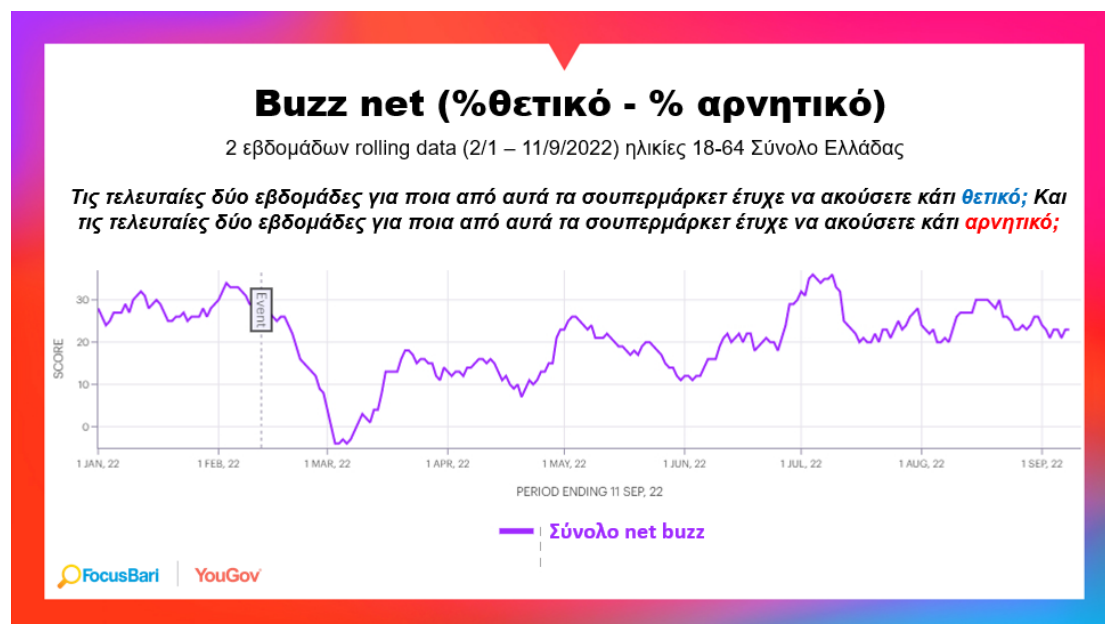 Buzz net (%θετικό - % αρνητικό)
2 εβδομάδων rolling data (2/1 – 11/9/2022) ηλικίες 18-64 Σύνολο Ελλάδας
Τις τελευταίες δύο εβδομάδες για ποια από αυτά τα σουπερμάρκετ έτυχε να ακούσετε κάτι θετικό; Και
τις τελευταίες δύο εβδομάδες για ποια από αυτά τα σουπερμάρκετ έτυχε να ακούσετε κάτι αρνητικό;
SCORE
30
20
10
0
Event
1 JAN, 22
1 FEB, 22
1 MAR, 22
1 APR, 22
1 MAY, 22
1 JUN, 22
1 JUL, 22
1 AUG, 22
1 SEP, 22
PERIOD ENDING 11 SEP, 22
Σύνολο net buzz
FocusBari
YouGov